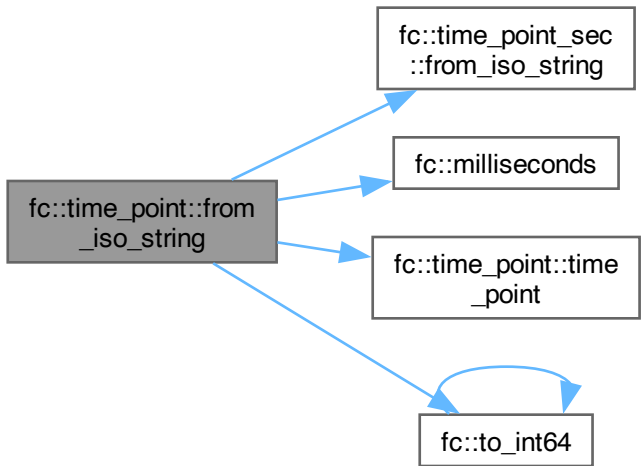 fc::time_point::from
_iso_string
fc::time_point_sec
::from_iso_string
fc::milliseconds
fc::time_point::time
_point
fc::to_int64